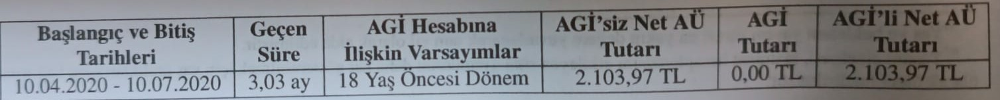 Başlangıç ve Bitiş Tarihleri
Geçen Süre
AGİ Hesabına İlişkin Varsayımlar
AGİ'siz Net AÜ Tutarı
AGİ Tutarı
AGİ'li Net AÜ Tutarı
10.04.2020 - 10.07.2020 3,03 ay 18 Yaş Öncesi Dönem 2.103,97 TL 0,00 TL 2.103,97 TL